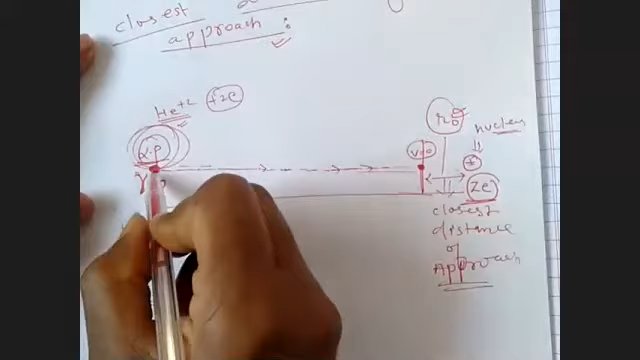 closest
approach :
He+2
+2e
α.P
r0
nucleus
v=0
+
Ze
closest
distance
of
Approach